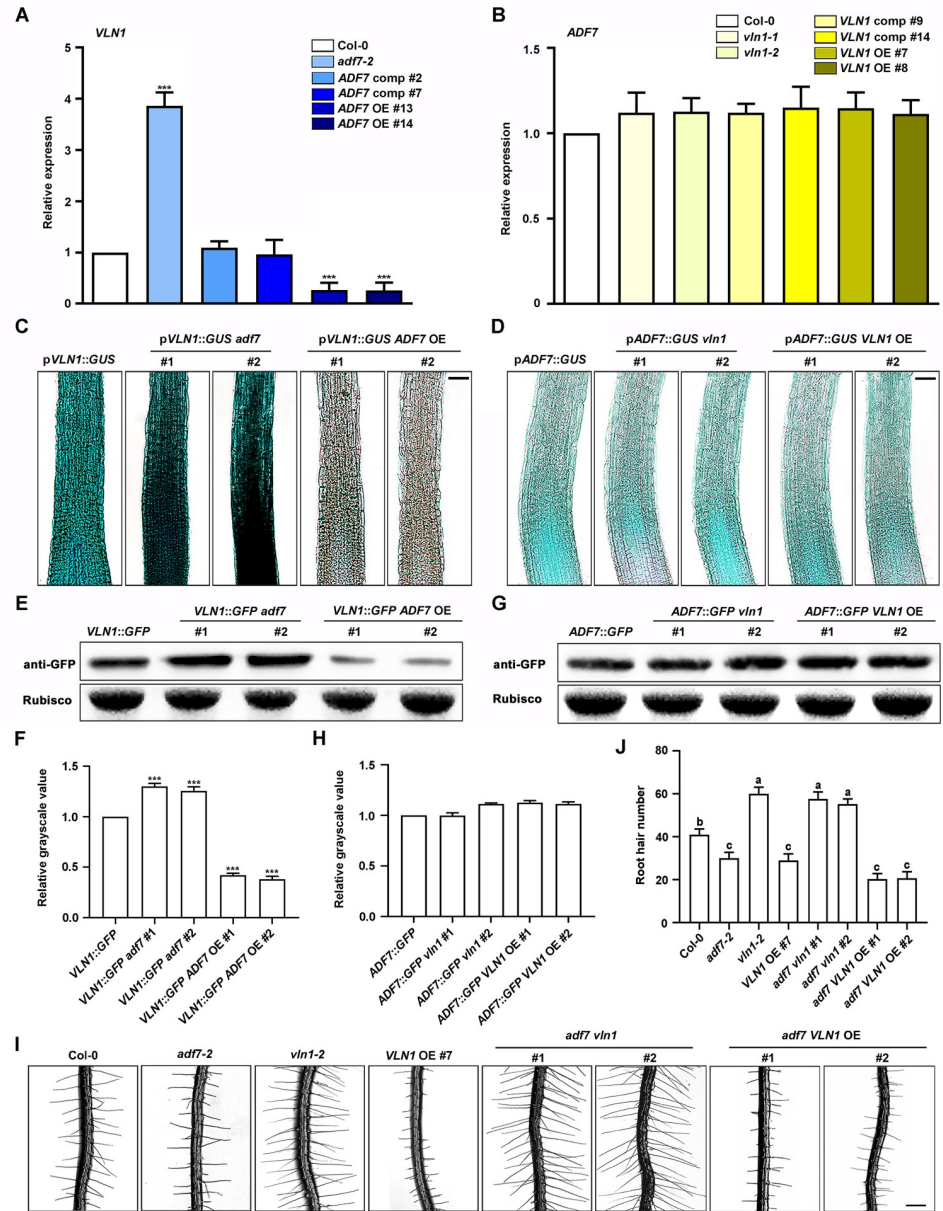 A
VLN1
Relative expression
5
4
3
2
1
0
***
***
***
Col-0
adf7-2
ADF7 comp #2
ADF7 comp #7
ADF7 OE #13
ADF7 OE #14
B
ADF7
Relative expression
1.5
1.0
0.5
0
Col-0
vln1-1
vln1-2
VLN1 comp #9
VLN1 comp #14
VLN1 OE #7
VLN1 OE #8
C
pVLN1::GUS
pVLN1::GUS adf7
#1 #2
pVLN1::GUS ADF7 OE
#1 #2
D
pADF7::GUS
pADF7::GUS vln1
#1 #2
pADF7::GUS VLN1 OE
#1 #2
E
VLN1::GFP
VLN1::GFP adf7
#1 #2
VLN1::GFP ADF7 OE
#1 #2
anti-GFP
Rubisco
G
ADF7::GFP
ADF7::GFP vln1
#1 #2
ADF7::GFP VLN1 OE
#1 #2
anti-GFP
Rubisco
F
Relative grayscale value
1.5
1.0
0.5
0.0
***
***
***
***
VLN1::GFP
VLN1::GFP adf7 #1
VLN1::GFP adf7 #2
VLN1::GFP ADF7 OE #1
VLN1::GFP ADF7 OE #2
H
Relative grayscale value
1.5
1.0
0.5
0.0
ADF7::GFP
ADF7::GFP vln1 #1
ADF7::GFP vln1 #2
ADF7::GFP VLN1 OE #1
ADF7::GFP VLN1 OE #2
J
Root hair number
80
60
40
20
0
b
c
a
c
a
a
c
c
Col-0
adf7-2
vln1-2
VLN1 OE #7
adf7 vln1 #1
adf7 vln1 #2
adf7 VLN1 OE #1
adf7 VLN1 OE #2
I
Col-0
adf7-2
vln1-2
VLN1 OE #7
adf7 vln1
#1 #2
adf7 VLN1 OE
#1 #2